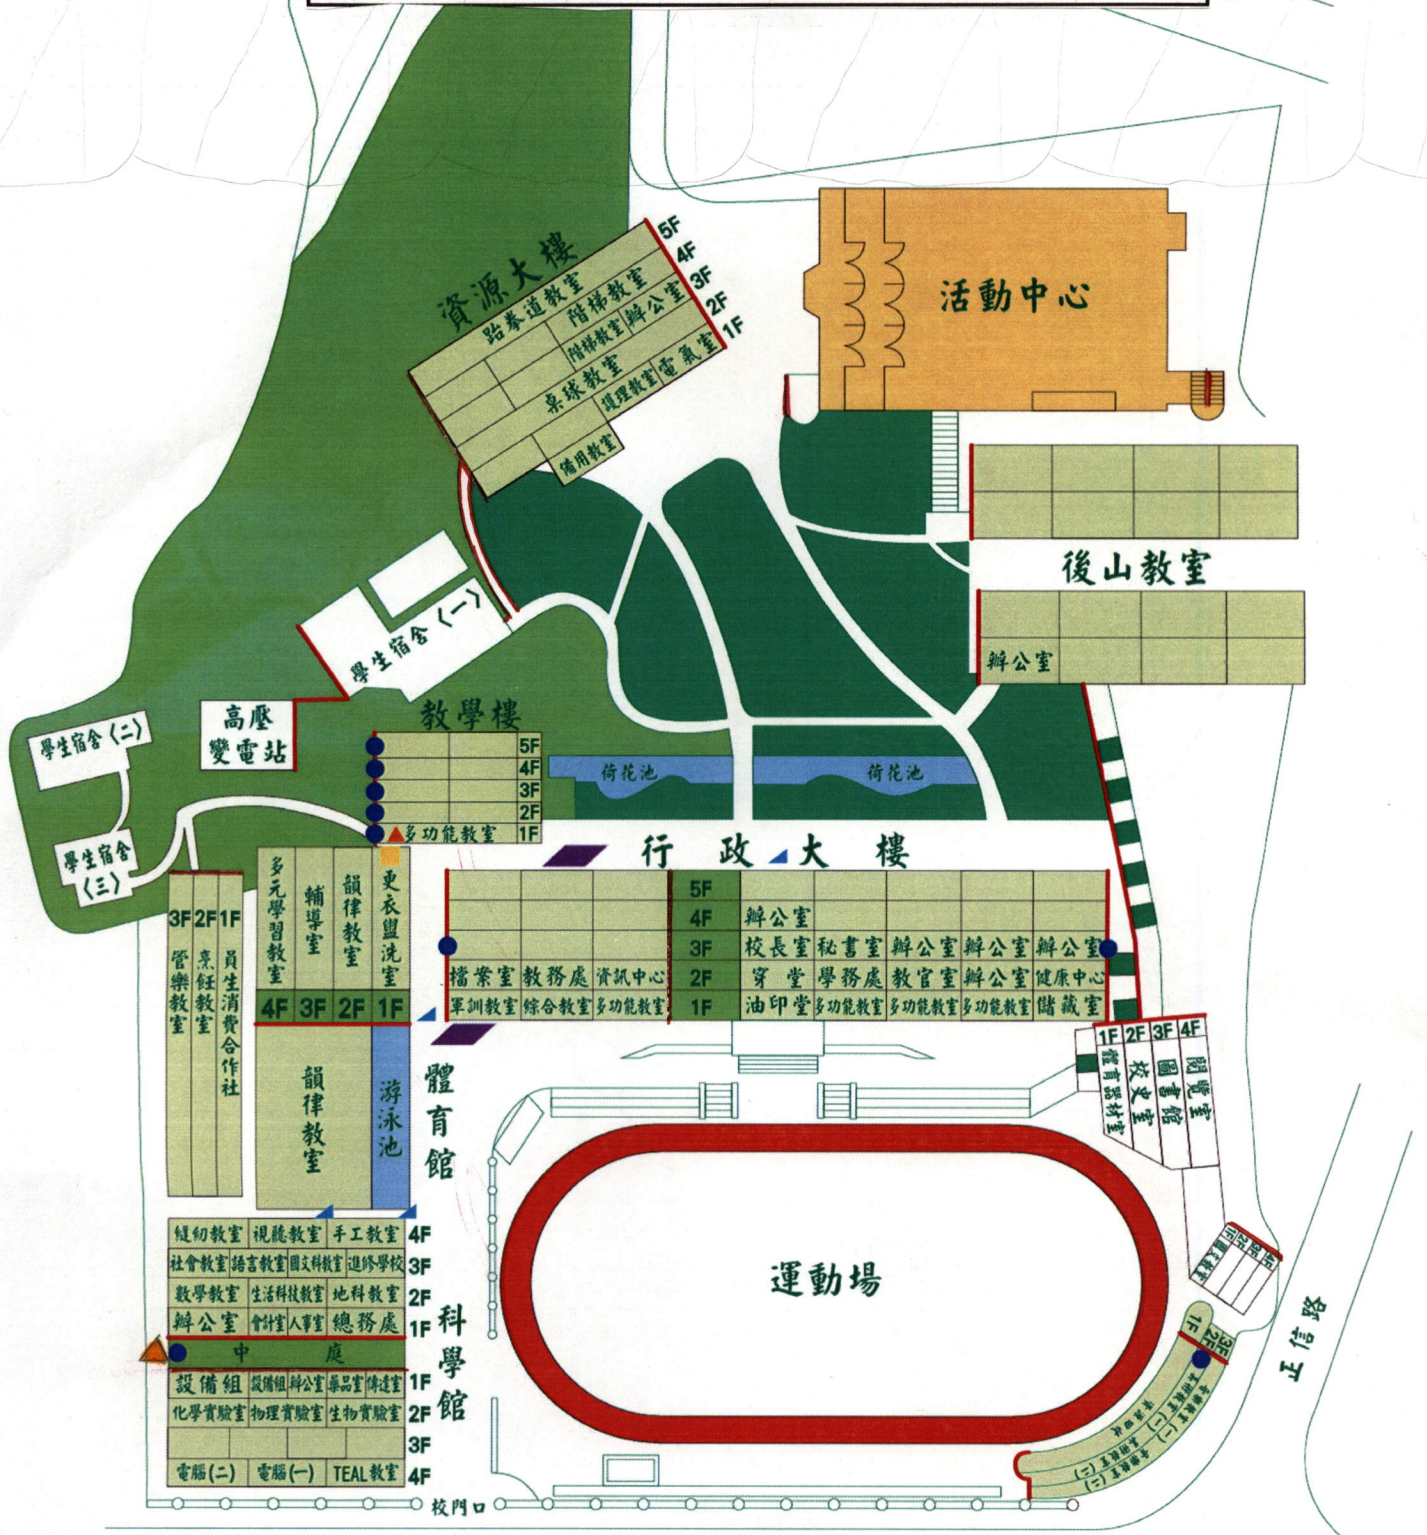 資源大樓
5F
4F
3F
2F
1F
跆拳道教室
階梯教室
階梯教室 辦公室
桌球教室
護理教室 電氣室
備用教室
活動中心
後山教室
辦公室
學生宿舍〈一〉
高壓
變電站
學生宿舍〈二〉
學生宿舍
〈三〉
教學樓
5F
4F
3F
2F
多功能教室 1F
荷花池 荷花池
行政大樓
5F
4F 辦公室
3F 校長室 秘書室 辦公室 辦公室 辦公室
檔案室 教務處 資訊中心 2F 穿堂 學務處 教官室 辦公室 健康中心
軍訓教室 綜合教室 多功能教室 1F 油印堂 多功能教室 多功能教室 多功能教室 儲藏室
3F 2F 1F
管樂教室
烹飪教室
員生消費合作社
多元學習教室
輔導室
韻律教室
更衣盥洗室
4F 3F 2F 1F
韻律教室
游泳池
體育館
1F 2F 3F 4F
體育器材室
校史室
圖書館
閱覽室
運動場
縫紉教室 視聽教室 手工教室 4F
社會教室 語言教室 國文科教室 進修學校 3F
數學教室 生活科技教室 地科教室 2F
辦公室 會計室 人事室 總務處 1F
中庭
設備組 設備組 辦公室 藥品室 傳達室 1F
化學實驗室 物理實驗室 生物實驗室 2F
3F
電腦(二) 電腦(一) TEAL教室 4F
科學館
校門口
正信路
1F
2F
3F
4F
1F
2F
3F